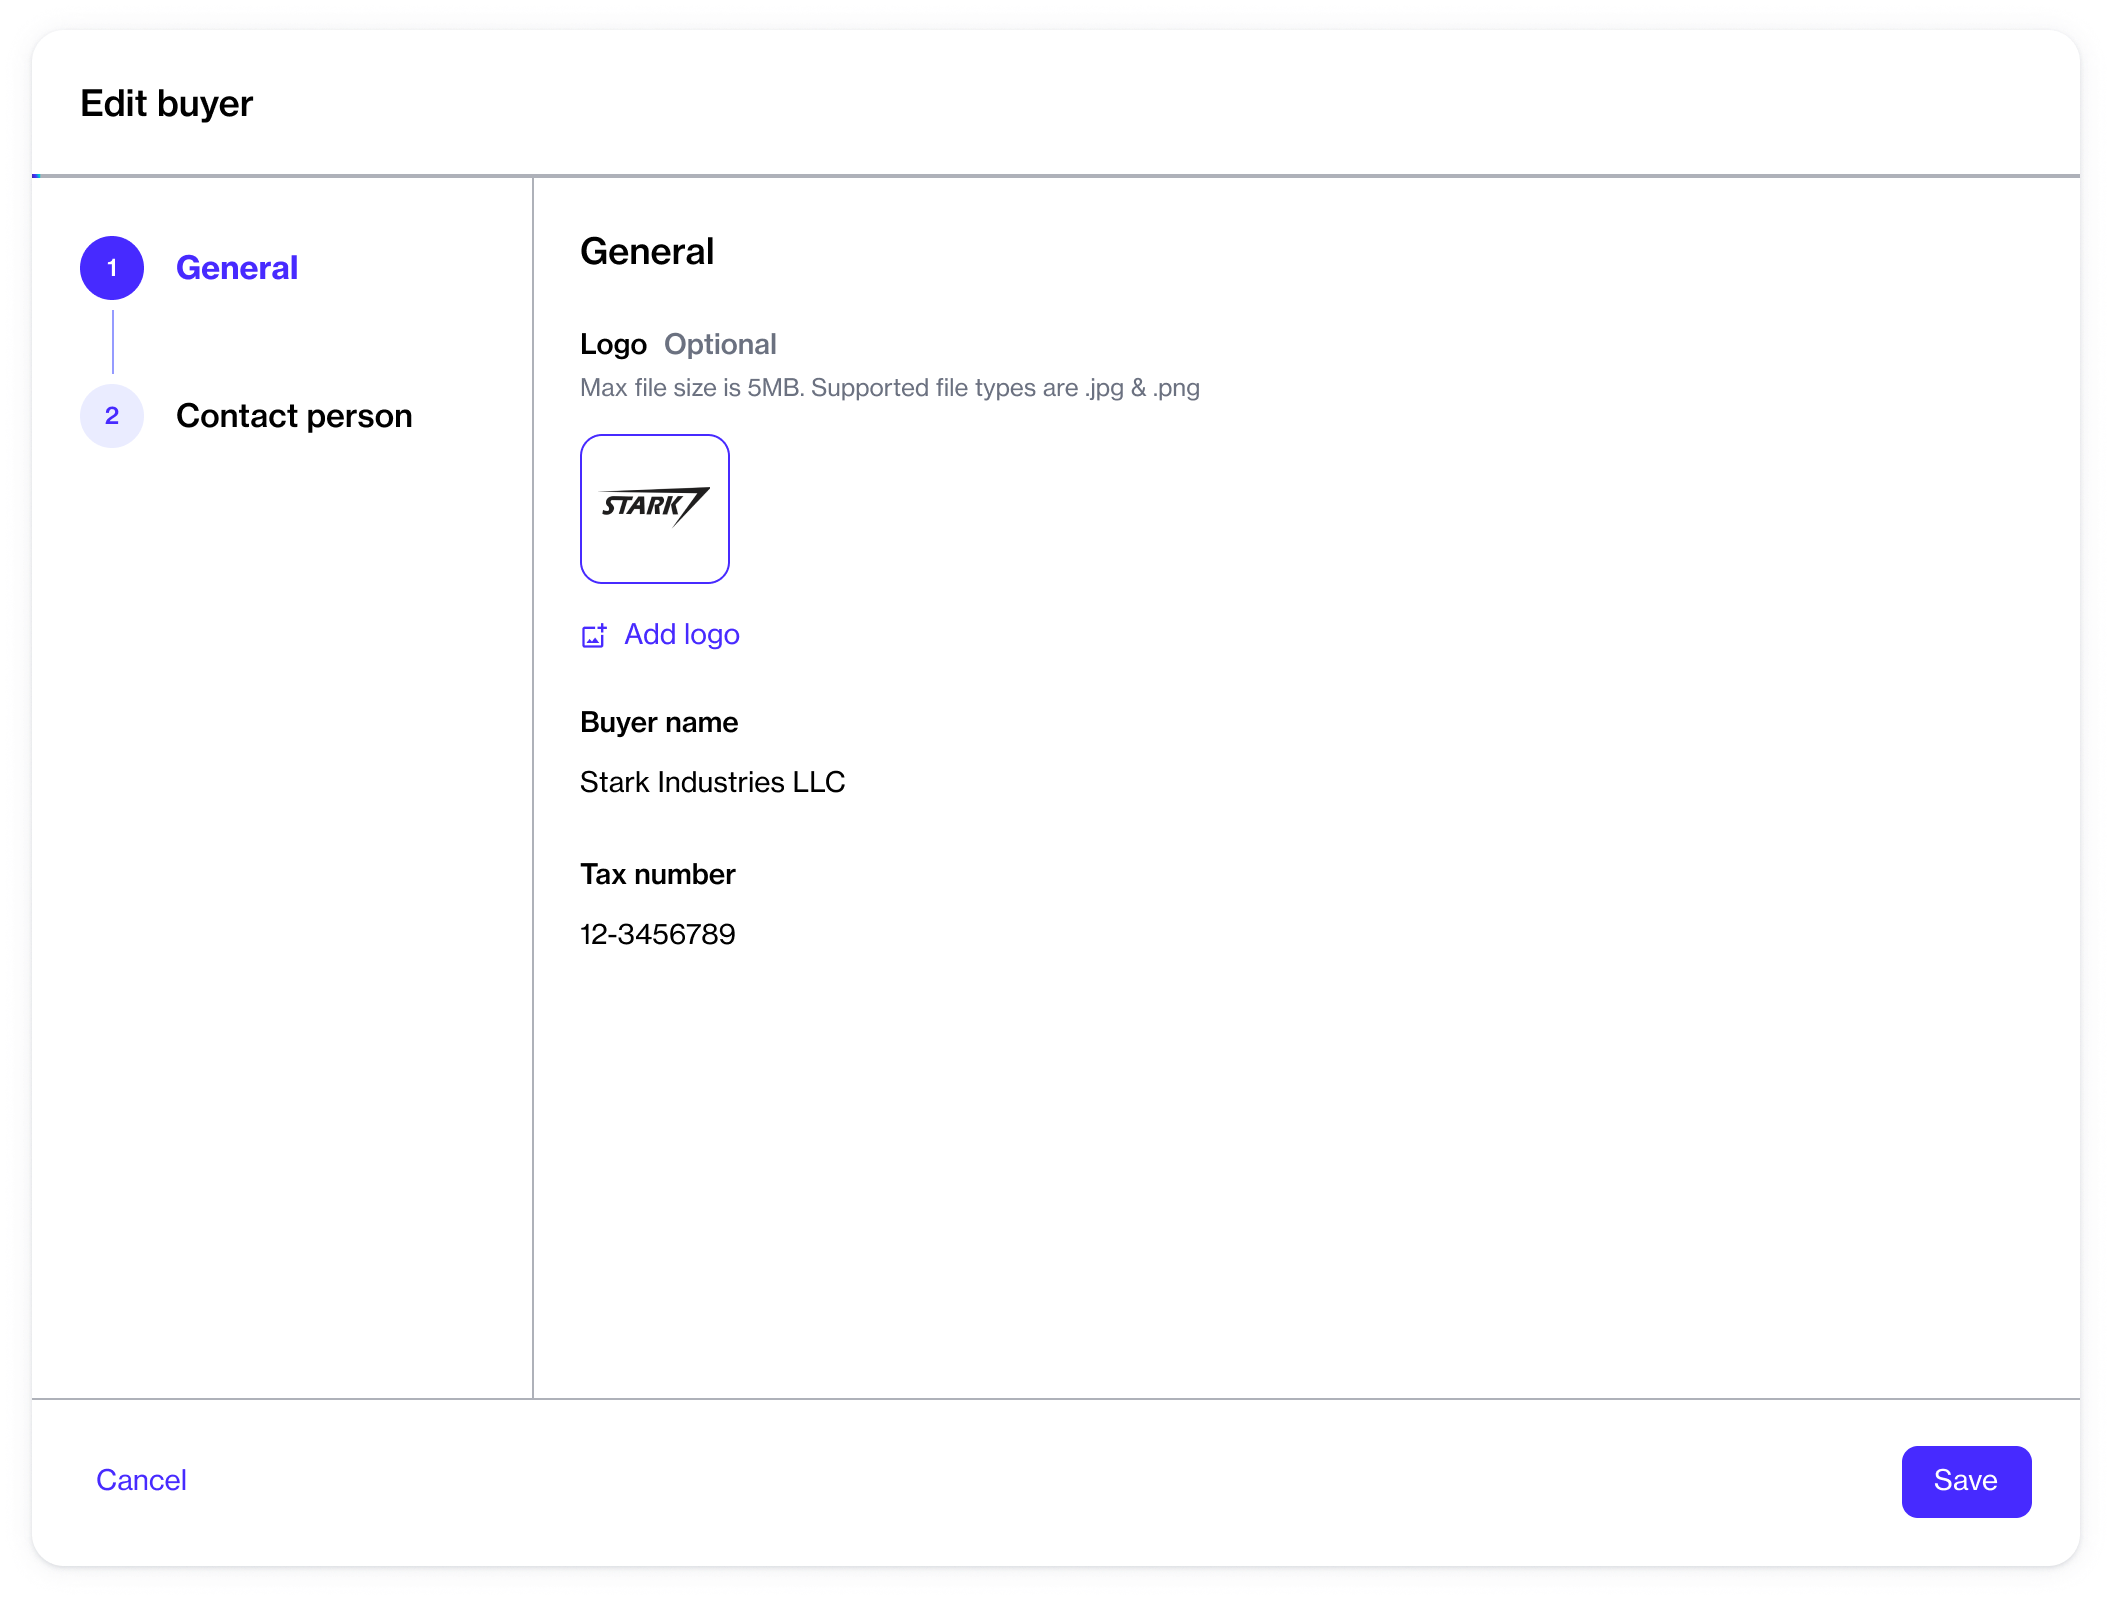 Edit buyer
1 General
2 Contact person
General
Logo Optional
Max file size is 5MB. Supported file types are .jpg & .png
STARK
Add logo
Buyer name
Stark Industries LLC
Tax number
12-3456789
Cancel
Save